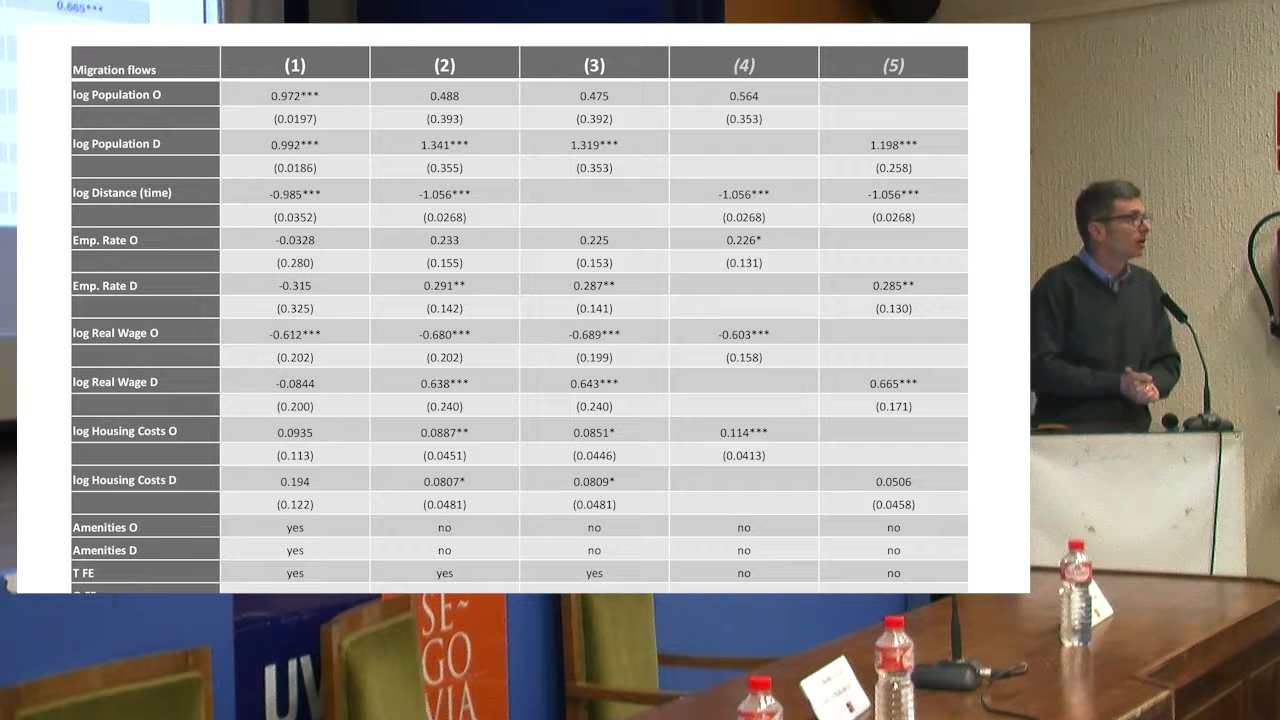 0.665***
Migration flows (1) (2) (3) (4) (5)
log Population O 0.972*** 0.488 0.475 0.564
(0.0197) (0.393) (0.392) (0.353)
log Population D 0.992*** 1.341*** 1.319*** 1.198***
(0.0186) (0.355) (0.353) (0.258)
log Distance (time) -0.985*** -1.056*** -1.056*** -1.056***
(0.0352) (0.0268) (0.0268) (0.0268)
Emp. Rate O -0.0328 0.233 0.225 0.226*
(0.280) (0.155) (0.153) (0.131)
Emp. Rate D -0.315 0.291** 0.287** 0.285**
(0.325) (0.142) (0.141) (0.130)
log Real Wage O -0.612*** -0.680*** -0.689*** -0.603***
(0.202) (0.202) (0.199) (0.158)
log Real Wage D -0.0844 0.638*** 0.643*** 0.665***
(0.200) (0.240) (0.240) (0.171)
log Housing Costs O 0.0935 0.0887** 0.0851* 0.114***
(0.113) (0.0451) (0.0446) (0.0413)
log Housing Costs D 0.194 0.0807* 0.0809* 0.0506
(0.122) (0.0481) (0.0481) (0.0458)
Amenities O yes no no no no
Amenities D yes no no no no
T FE yes yes yes no no
SE~
GO
VIA